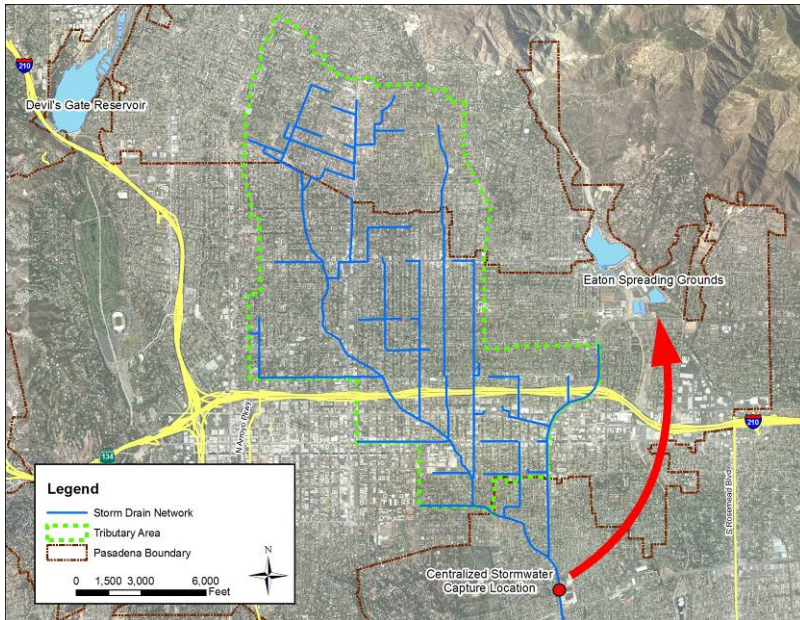 210
Devil's Gate Reservoir
Eaton Spreading Grounds
N Arroyo Pkwy
210
134
S Rosemead Blvd
Legend
Storm Drain Network
Tributary Area
Pasadena Boundary
N
0 1,500 3,000 6,000
Feet
Centralized Stormwater
Capture Location